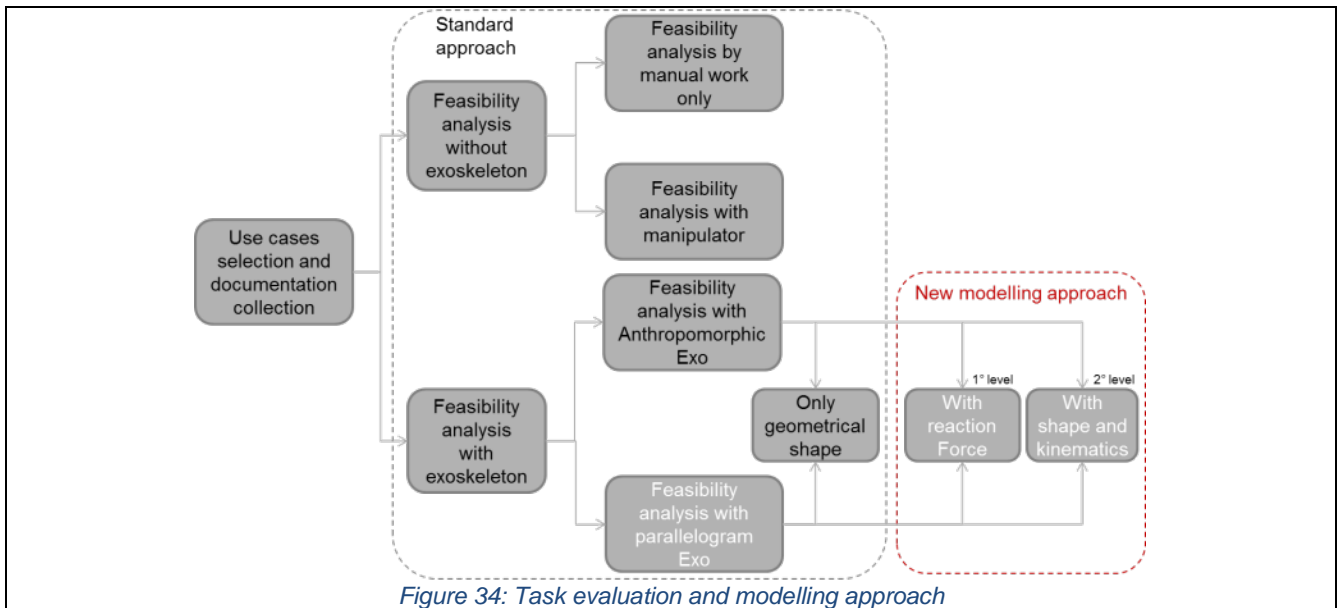 Standard
approach
Feasibility
analysis by
manual work
only
Feasibility
analysis
without
exoskeleton
Feasibility
analysis with
manipulator
Use cases
selection and
documentation
collection
Feasibility
analysis with
Anthropomorphic
Exo
New modelling approach
1° level
2° level
Feasibility
analysis
with
exoskeleton
Only
geometrical
shape
With
reaction
Force
With
shape and
kinematics
Feasibility
analysis with
parallelogram
Exo
Figure 34: Task evaluation and modelling approach